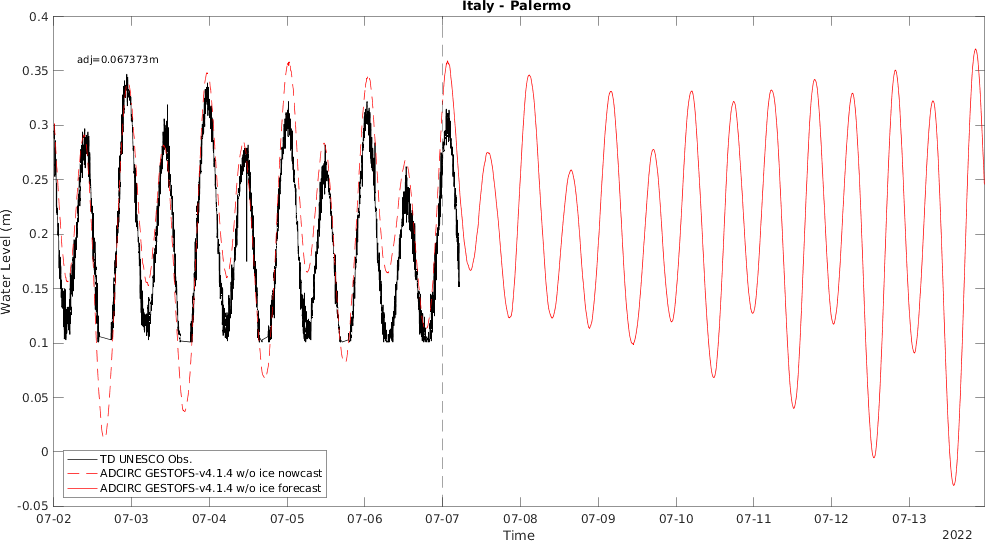 Italy - Palermo
0.4
adj=0.067373m
0.35
0.3
0.25
0.2
0.15
0.1
0.05
0
-0.05
Water Level (m)
TD UNESCO Obs.
ADCIRC GESTOFS-v4.1.4 w/o ice nowcast
ADCIRC GESTOFS-v4.1.4 w/o ice forecast
07-02 07-03 07-04 07-05 07-06 07-07 07-08 07-09 07-10 07-11 07-12 07-13
Time
2022